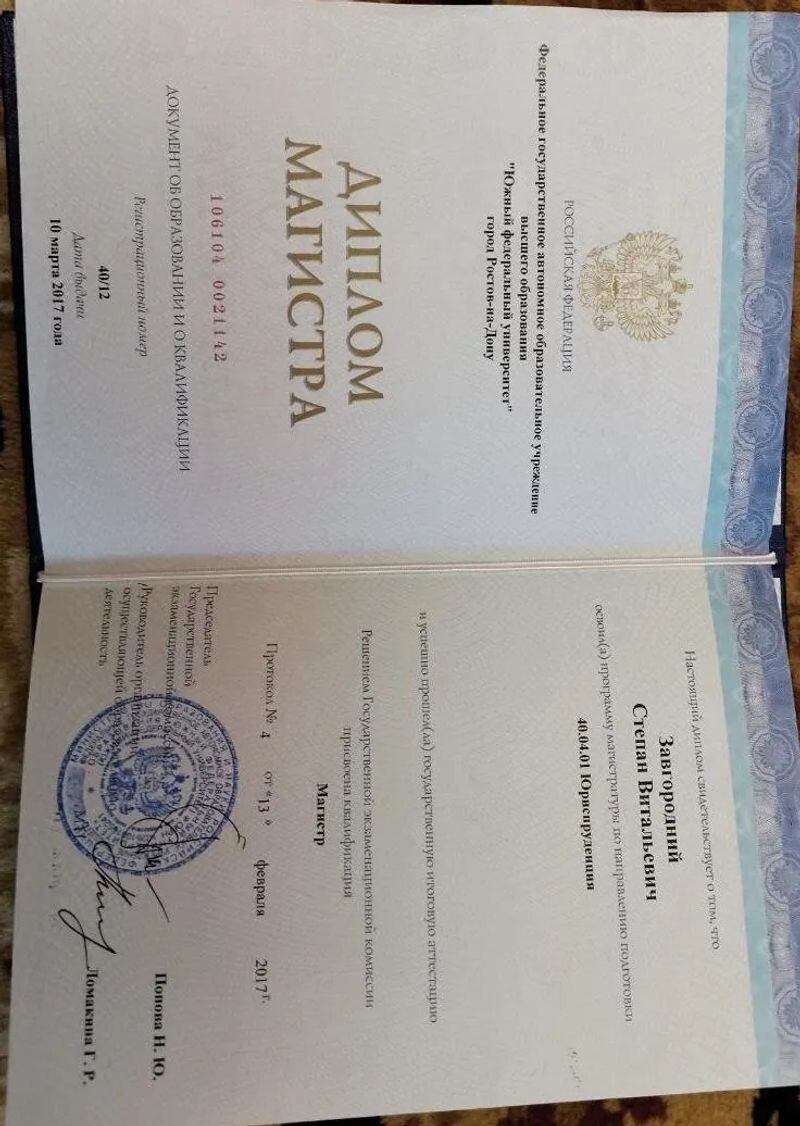 РОССИЙСКАЯ ФЕДЕРАЦИЯ
Федеральное государственное автономное образовательное учреждение
высшего образования
"Южный федеральный университет"
город Ростов-на-Дону
ДИПЛОМ
МАГИСТРА
106104 0021142
ДОКУМЕНТ ОБ ОБРАЗОВАНИИ И О КВАЛИФИКАЦИИ
Регистрационный номер
40/12
Дата выдачи
10 марта 2017 года
Настоящий диплом свидетельствует о том, что
Завгородний
Степан Витальевич
освоил(а) программу магистратуры по направлению подготовки
40.04.01 Юриспруденция
и успешно прошел(ла) государственную итоговую аттестацию
Решением Государственной экзаменационной комиссии
присвоена квалификация
Магистр
Протокол № 4 от «13» февраля 2017 г.
Председатель
Государственной
экзаменационной
Попова Н. Ю.
Руководитель организации,
осуществляющей
деятельность
Ломакина Г. Р.